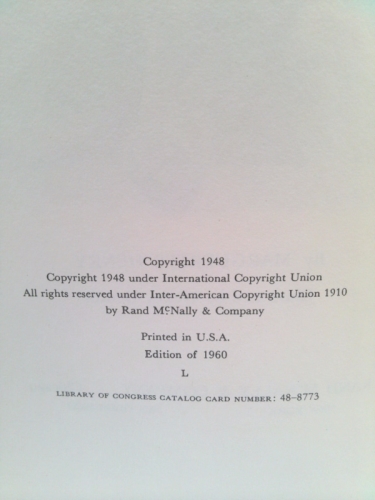 Copyright 1948
Copyright 1948 under International Copyright Union
All rights reserved under Inter-American Copyright Union 1910
by Rand MᶜNally & Company
Printed in U.S.A.
Edition of 1960
L
LIBRARY OF CONGRESS CATALOG CARD NUMBER: 48-8773